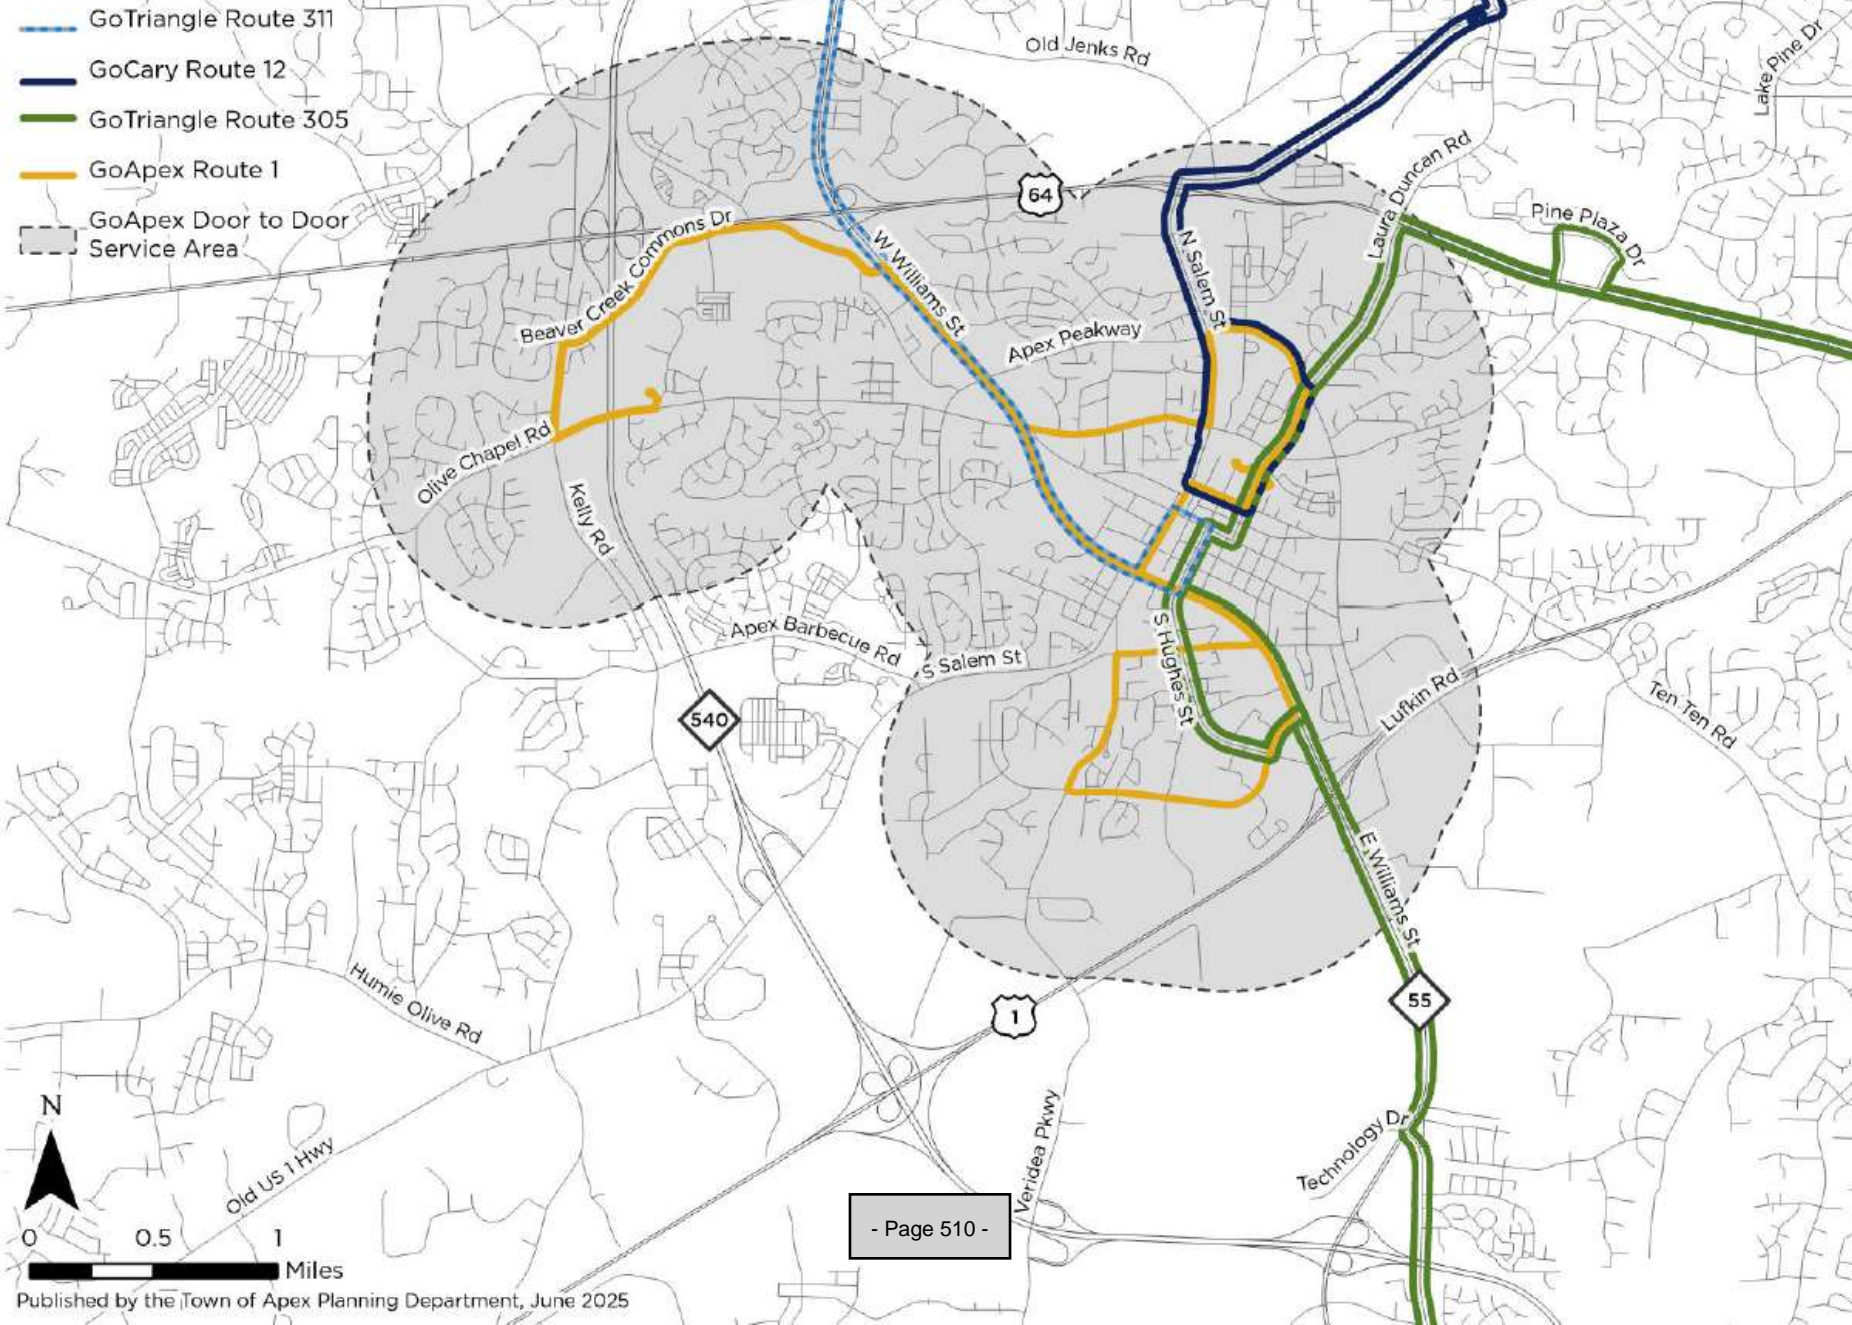 GoTriangle Route 311
GoCary Route 12
GoTriangle Route 305
GoApex Route 1
GoApex Door to Door
Service Area
Old Jenks Rd
Lake Pine Dr
64
Laura Duncan Rd
Pine Plaza Dr
Beaver Creek Commons Dr
W Williams St
N Salem St
Apex Peakway
Olive Chapel Rd
Kelly Rd
Apex Barbecue Rd
S Salem St
S Hughes St
540
Lufkin Rd
Ten Ten Rd
E Williams St
55
Humie Olive Rd
1
Technology Dr
Veridea Pkwy
Old US 1 Hwy
N
0 0.5 1
Miles
- Page 510 -
Published by the Town of Apex Planning Department, June 2025